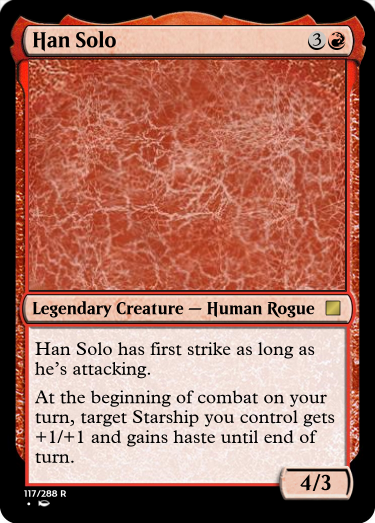 Han Solo 3
Legendary Creature — Human Rogue
Han Solo has first strike as long as
he's attacking.
At the beginning of combat on your
turn, target Starship you control gets
+1/+1 and gains haste until end of
turn.
4/3
117/288 R